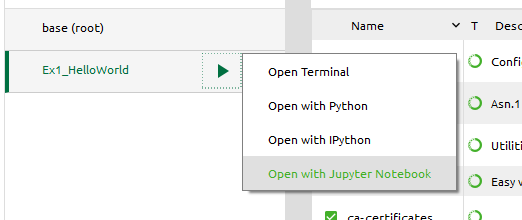 base (root)
Ex1_HelloWorld
Open Terminal
Open with Python
Open with IPython
Open with Jupyter Notebook
Name
T
Desc
Confi
Asn.1
Utiliti
Easy v
ca-certificates